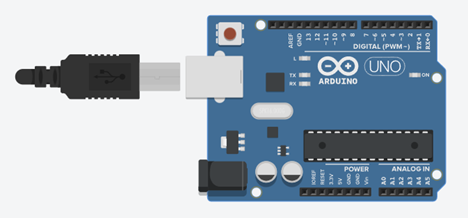 AREF
GND
13
12
~11
~10
~9
8
7
~6
~5
4
~3
2
TX→1
RX←0
DIGITAL (PWM~)
L
TX
RX
ARDUINO
UNO
ON
POWER
ANALOG IN
IOREF
RESET
3.3V
5V
GND
GND
Vin
A0
A1
A2
A3
A4
A5